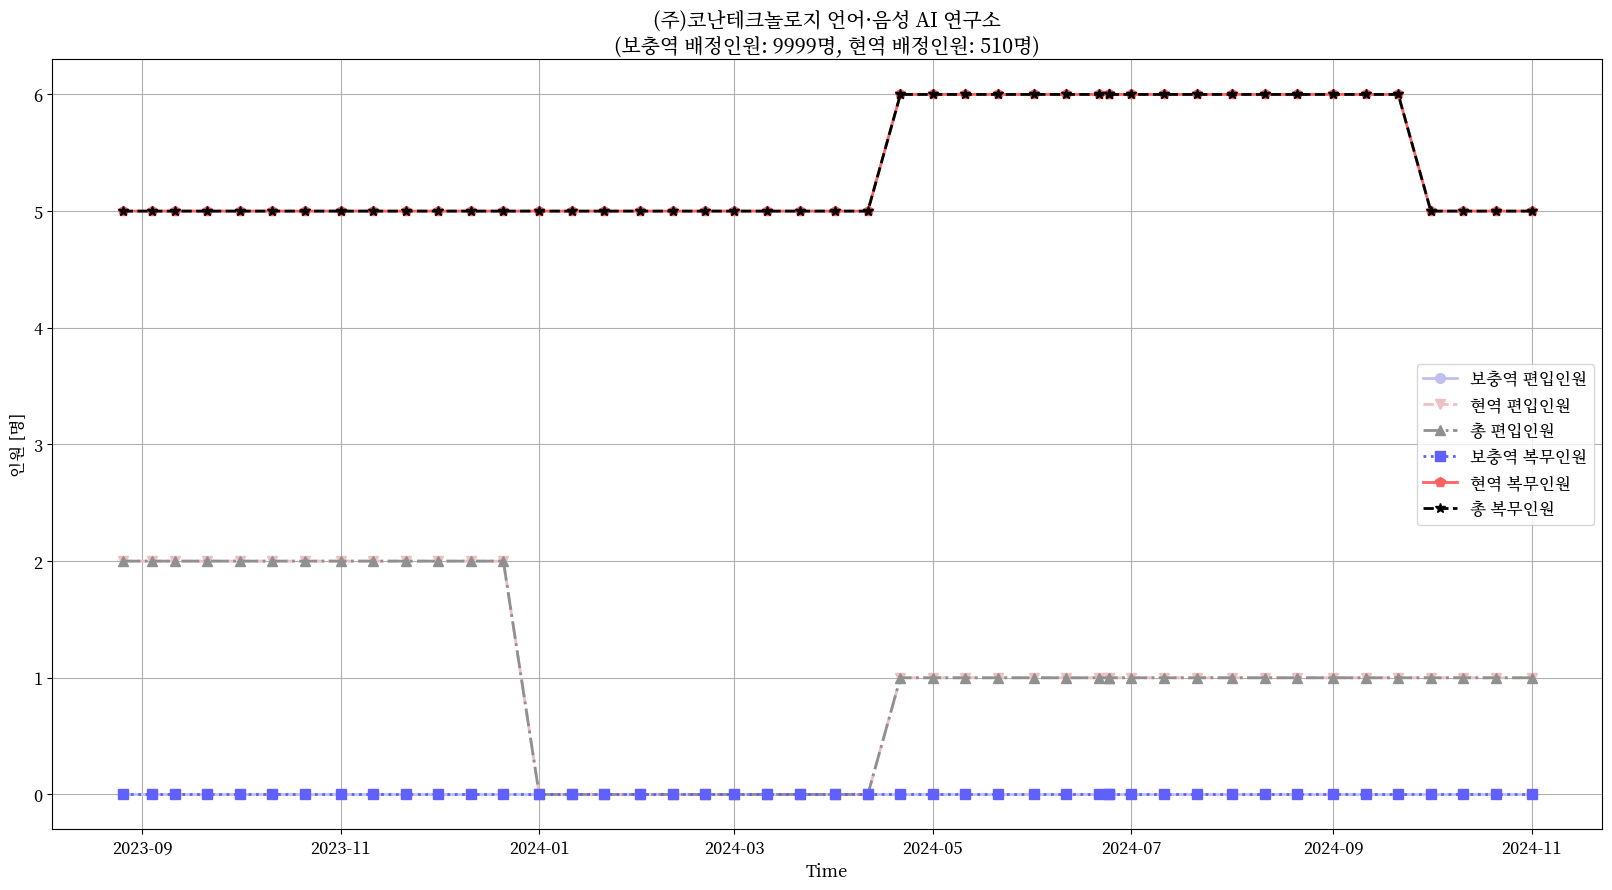 (주)코난테크놀로지 언어·음성 AI 연구소
(보충역 배정인원: 9999명, 현역 배정인원: 510명)
6
5
4
3
2
1
0
인원 [명]
보충역 편입인원
현역 편입인원
총 편입인원
보충역 복무인원
현역 복무인원
총 복무인원
2023-09
2023-11
2024-01
2024-03
2024-05
2024-07
2024-09
2024-11
Time